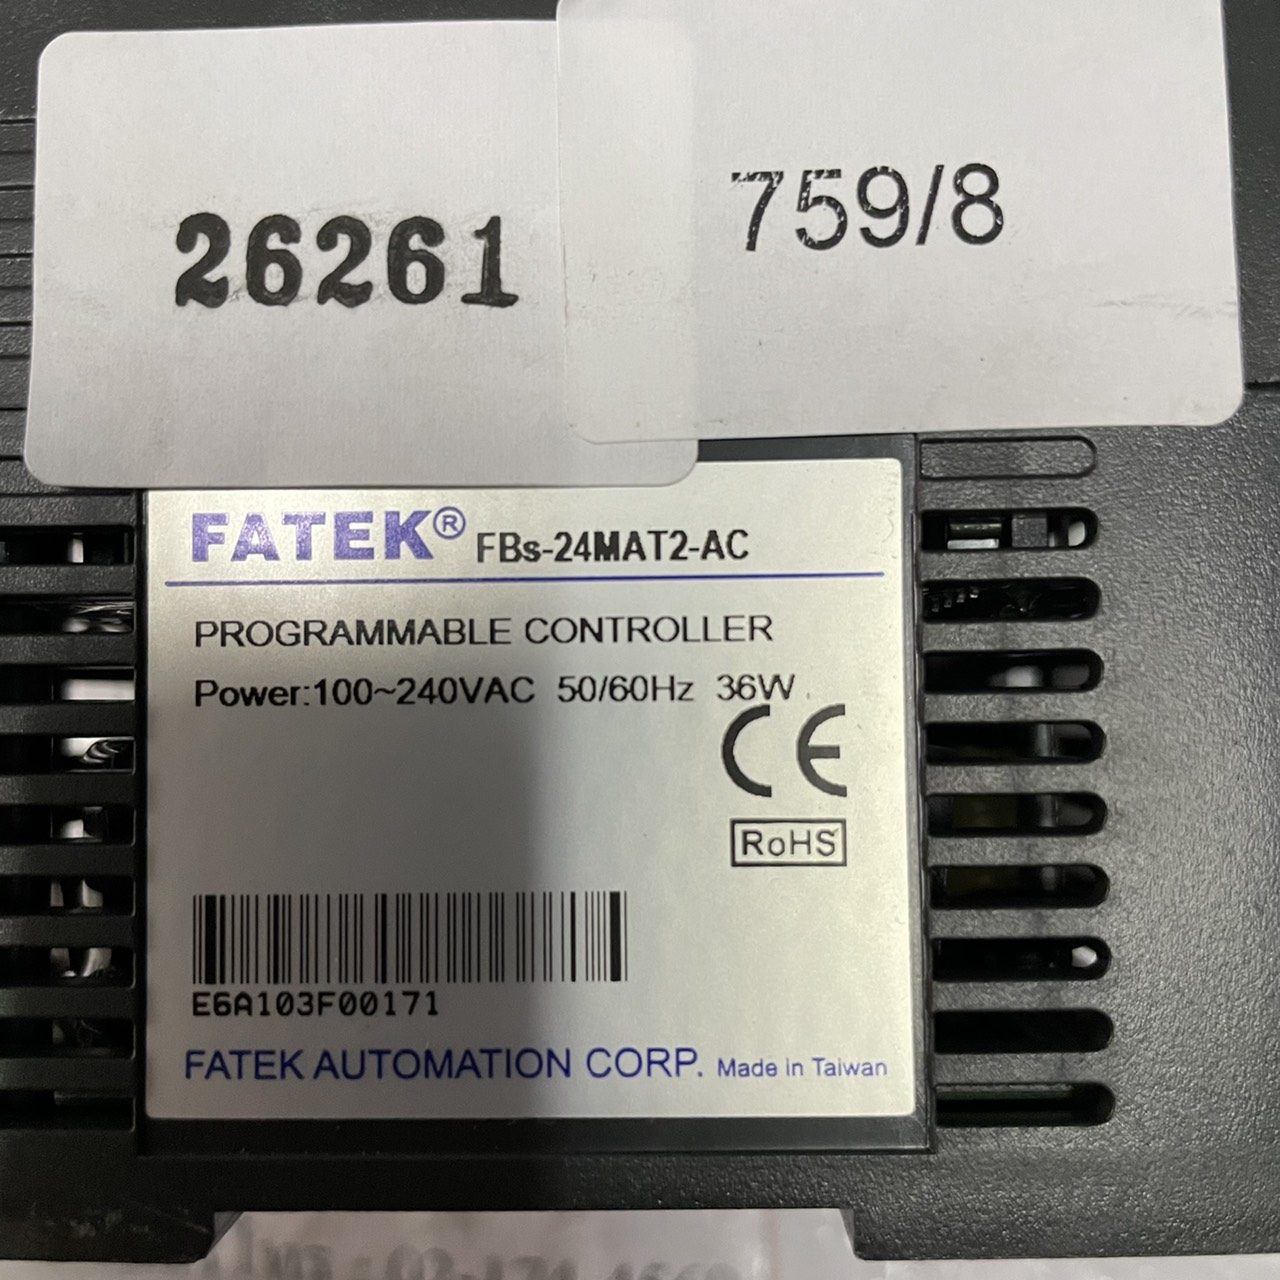 26261
759/8
FATEK® FBs-24MAT2-AC
PROGRAMMABLE CONTROLLER
Power:100~240VAC 50/60Hz 36W
CE
RoHS
E6A103F00171
FATEK AUTOMATION CORP. Made in Taiwan